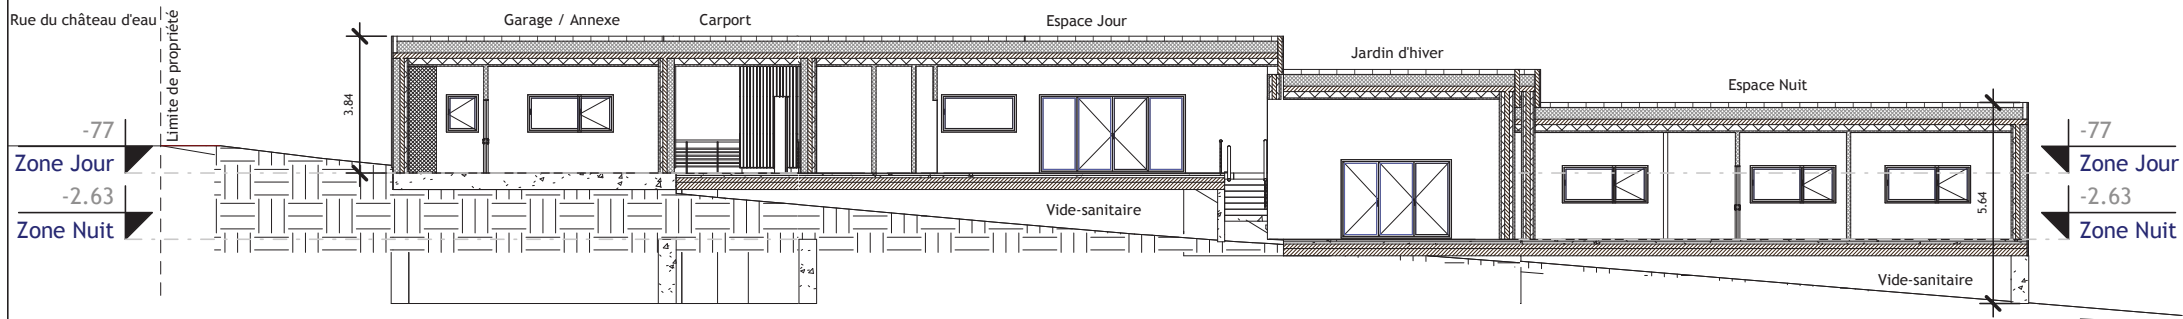 Rue du château d'eau
Limite de propriété
Garage / Annexe
Carport
Espace Jour
Jardin d'hiver
Espace Nuit
3.84
-77
Zone Jour
-2.63
Zone Nuit
Vide-sanitaire
Vide-sanitaire
5.64
-77
Zone Jour
-2.63
Zone Nuit